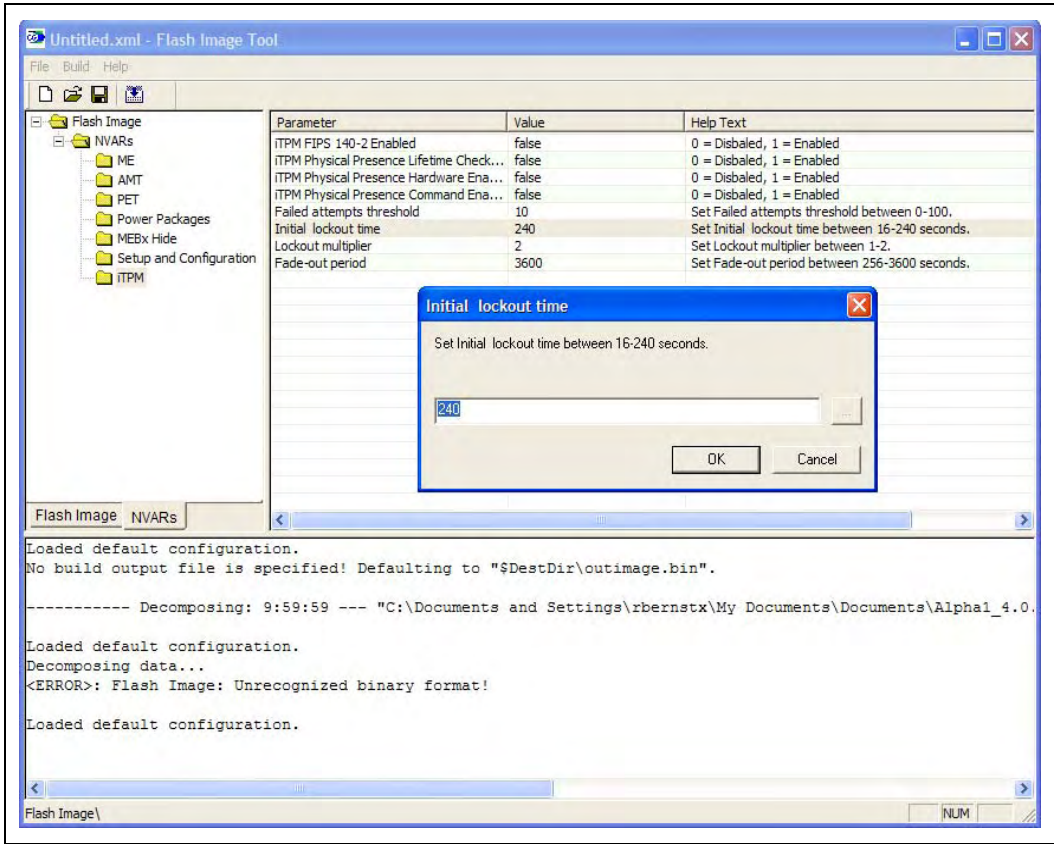 Untitled.xml - Flash Image Tool
File Build Help
Flash Image
NVARs
ME
AMT
PET
Power Packages
MEBx Hide
Setup and Configuration
iTPM
Flash Image NVARs
Parameter Value Help Text
iTPM FIPS 140-2 Enabled false 0 = Disbaled, 1 = Enabled
iTPM Physical Presence Lifetime Check... false 0 = Disbaled, 1 = Enabled
iTPM Physical Presence Hardware Ena... false 0 = Disbaled, 1 = Enabled
iTPM Physical Presence Command Ena... false 0 = Disbaled, 1 = Enabled
Failed attempts threshold 10 Set Failed attempts threshold between 0-100.
Initial lockout time 240 Set Initial lockout time between 16-240 seconds.
Lockout multiplier 2 Set Lockout multiplier between 1-2.
Fade-out period 3600 Set Fade-out period between 256-3600 seconds.
Initial lockout time
Set Initial lockout time between 16-240 seconds.
240 ...
OK Cancel
Loaded default configuration.
No build output file is specified! Defaulting to "$DestDir\outimage.bin".
----------- Decomposing: 9:59:59 --- "C:\Documents and Settings\rbernstx\My Documents\Documents\Alpha1_4.0.
Loaded default configuration.
Decomposing data...
<ERROR>: Flash Image: Unrecognized binary format!
Loaded default configuration.
Flash Image\ NUM